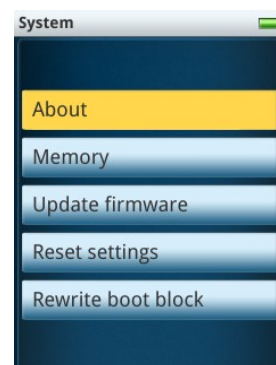 System
About
Memory
Update firmware
Reset settings
Rewrite boot block